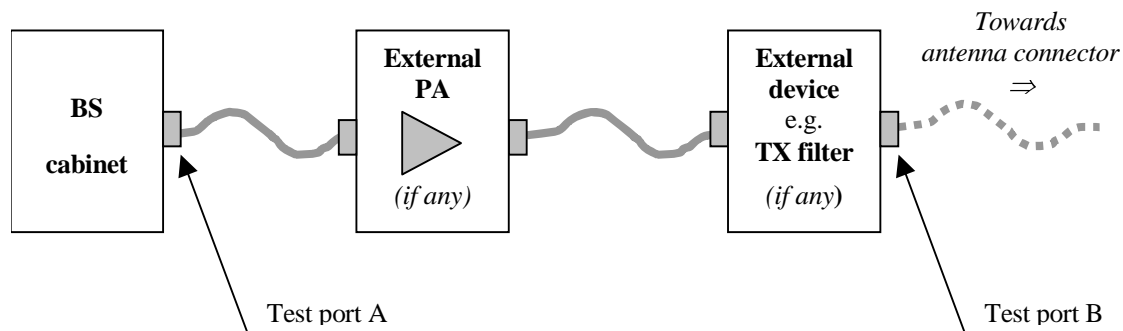 BS
cabinet
External
PA
(if any)
External
device
e.g.
TX filter
(if any)
Towards
antenna connector
⇒
Test port A
Test port B